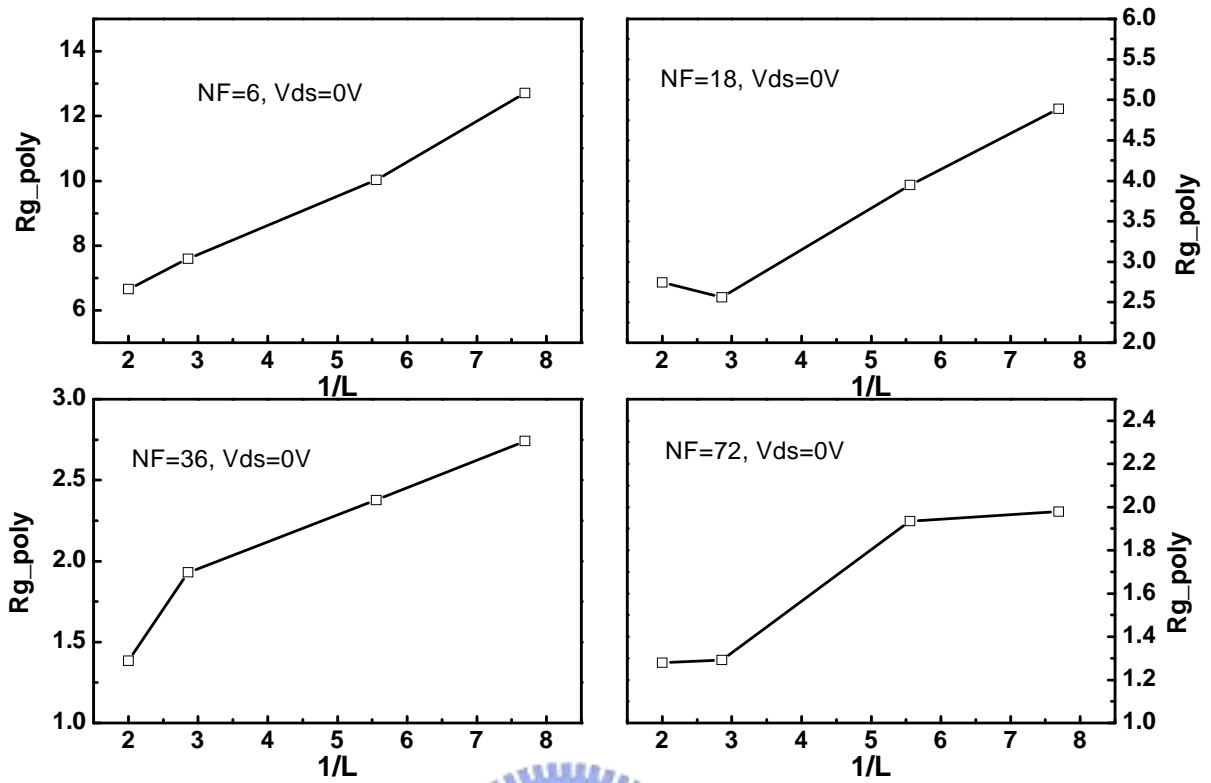 14
12
10
8
6
Rg_poly
NF=6, Vds=0V
2 3 4 5 6 7 8
1/L
6.0
5.5
5.0
4.5
4.0
3.5
3.0
2.5
2.0
Rg_poly
NF=18, Vds=0V
2 3 4 5 6 7 8
1/L
3.0
2.5
2.0
1.5
1.0
Rg_poly
NF=36, Vds=0V
2 3 4 5 6 7 8
1/L
2.4
2.2
2.0
1.8
1.6
1.4
1.2
1.0
Rg_poly
NF=72, Vds=0V
2 3 4 5 6 7 8
1/L